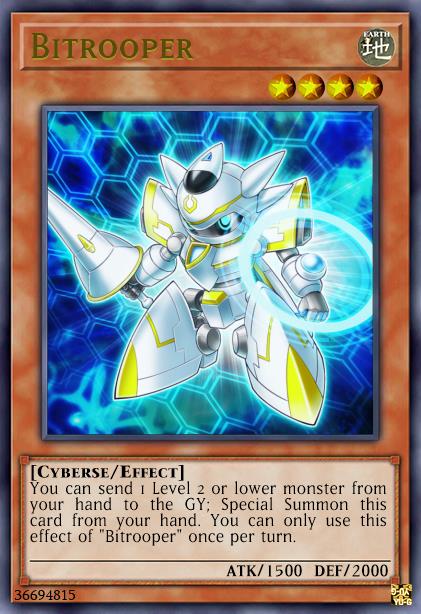 Bitrooper
EARTH
地
[Cyberse/Effect]
You can send 1 Level 2 or lower monster from
your hand to the GY; Special Summon this
card from your hand. You can only use this
effect of "Bitrooper" once per turn.
ATK/1500 DEF/2000
36694815